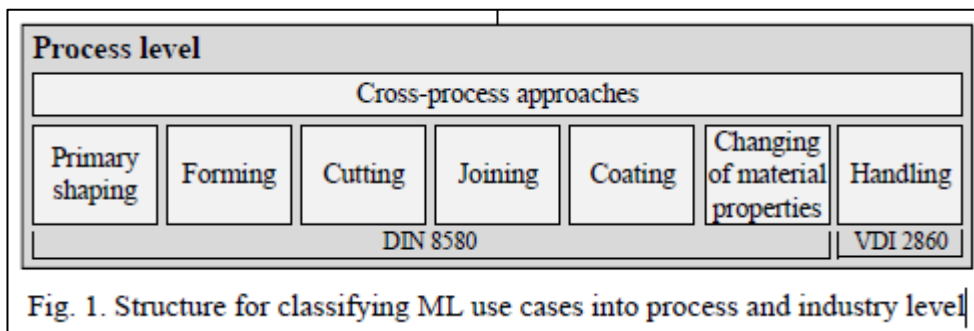 Process level
Cross-process approaches
Primary
shaping
Forming
Cutting
Joining
Coating
Changing
of material
properties
Handling
DIN 8580
VDI 2860
Fig. 1. Structure for classifying ML use cases into process and industry level